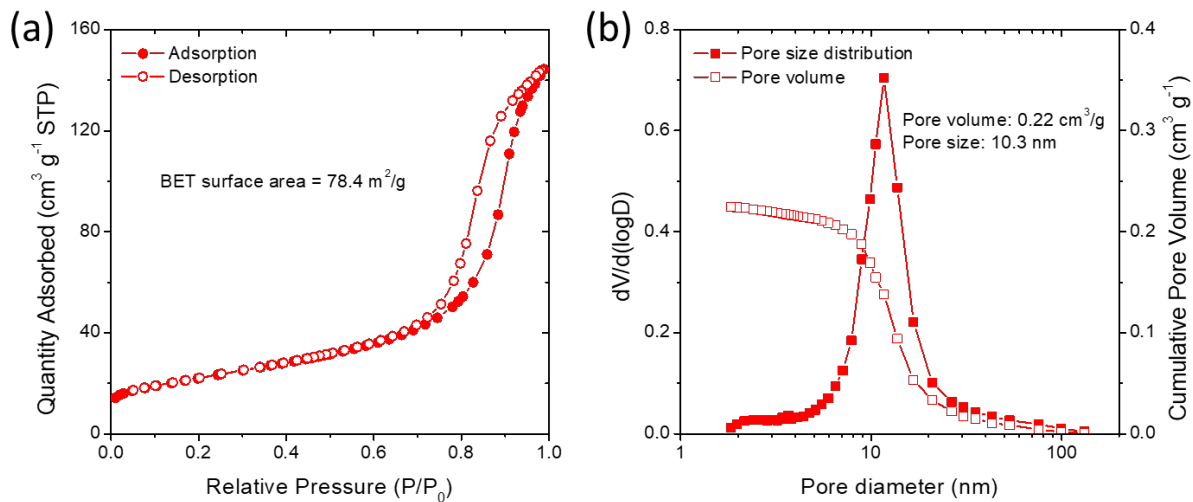 (a)
160
120
80
40
0
Quantity Adsorbed (cm³ g⁻¹ STP)
Adsorption
Desorption
BET surface area = 78.4 m²/g
0.0 0.2 0.4 0.6 0.8 1.0
Relative Pressure (P/P₀)
(b)
0.8
0.6
0.4
0.2
0.0
dV/d(logD)
Pore size distribution
Pore volume
Pore volume: 0.22 cm³/g
Pore size: 10.3 nm
0.4
0.3
0.2
0.1
0.0
Cumulative Pore Volume (cm³ g⁻¹)
1 10 100
Pore diameter (nm)